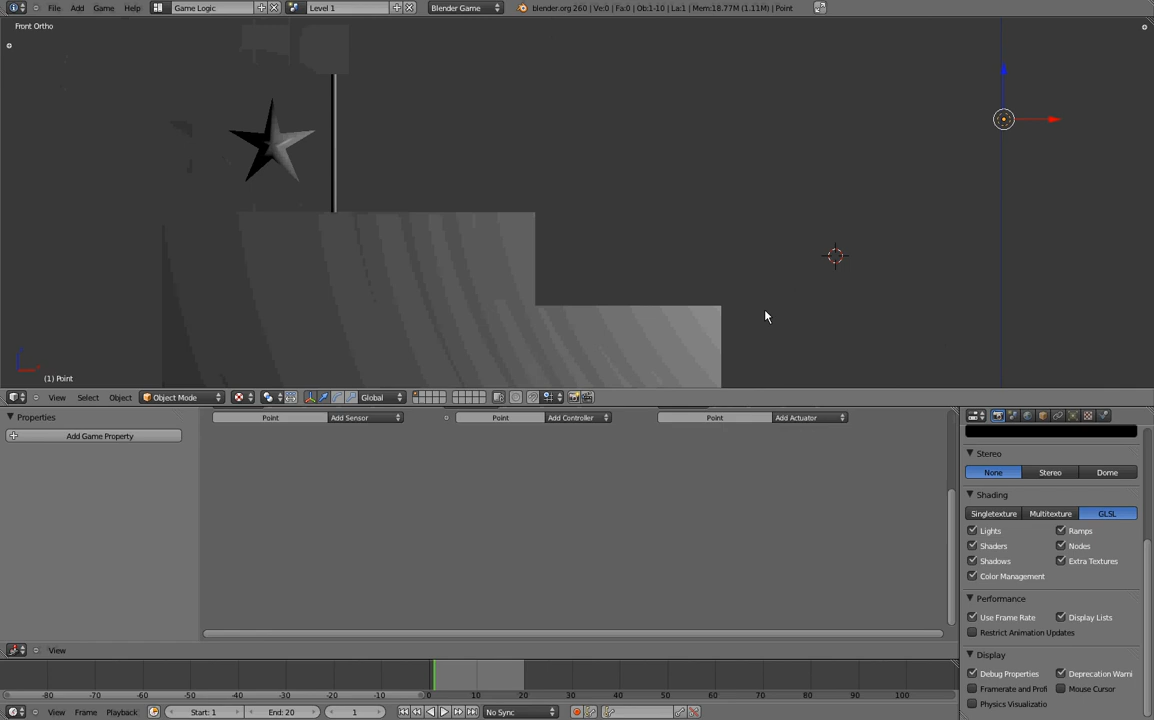 File Add Game Help Game Logic Level 1 Blender Game blender.org 260 | Ve:0 | Fa:0 | Ob:1-10 | La:1 | Mem:18.77M (1.11M) | Point
Front Ortho
(1) Point
View Select Object Object Mode Global
Properties
Add Game Property
Point Add Sensor Point Add Controller Point Add Actuator
Stereo
None Stereo Dome
Shading
Singletexture Multitexture GLSL
Lights Ramps
Shaders Nodes
Shadows Extra Textures
Color Management
Performance
Use Frame Rate Display Lists
Restrict Animation Updates
Display
Debug Properties Deprecation Warni
Framerate and Profi Mouse Cursor
Physics Visualizatio
View
-80 -70 -60 -50 -40 -30 -20 -10 0 10 20 30 40 50 60 70 80 90 100
View Frame Playback Start: 1 End: 20 1 No Sync